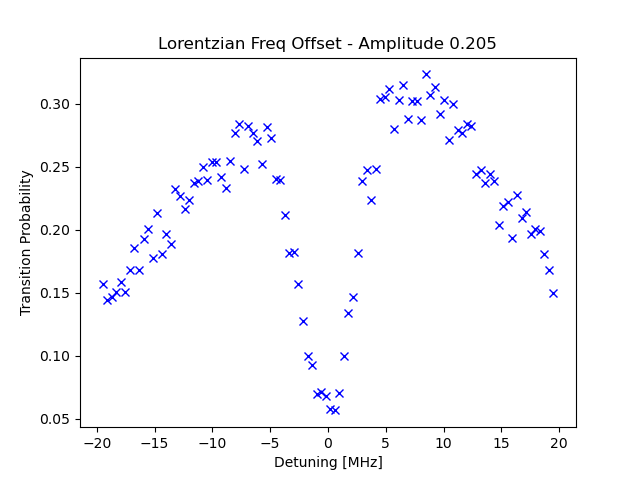 Lorentzian Freq Offset - Amplitude 0.205
Transition Probability
0.30
0.25
0.20
0.15
0.10
0.05
−20 −15 −10 −5 0 5 10 15 20
Detuning [MHz]